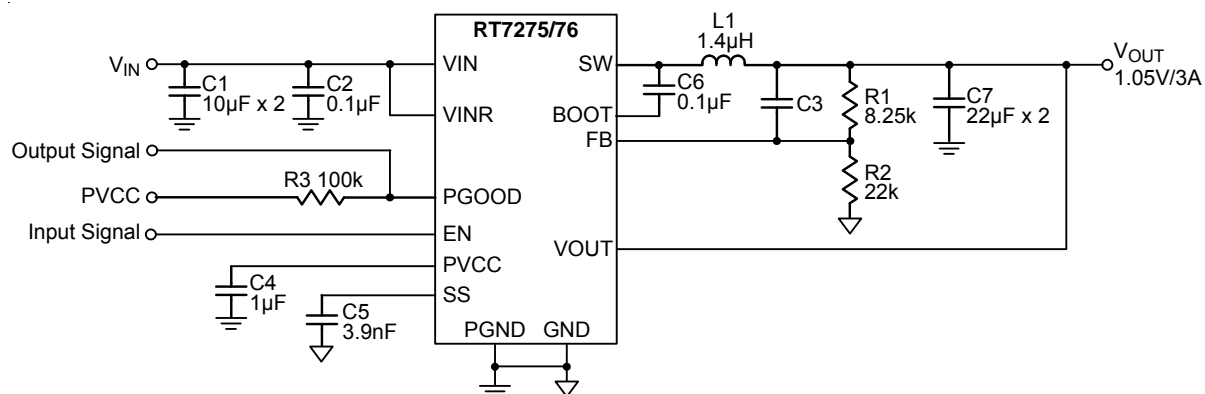 RT7275/76
V_IN
C1
10μF x 2
C2
0.1μF
VIN
VINR
Output Signal
PVCC
R3 100k
PGOOD
Input Signal
EN
PVCC
C4
1μF
SS
C5
3.9nF
PGND
GND
SW
BOOT
FB
VOUT
L1
1.4μH
C6
0.1μF
C3
R1
8.25k
R2
22k
C7
22μF x 2
V_OUT
1.05V/3A